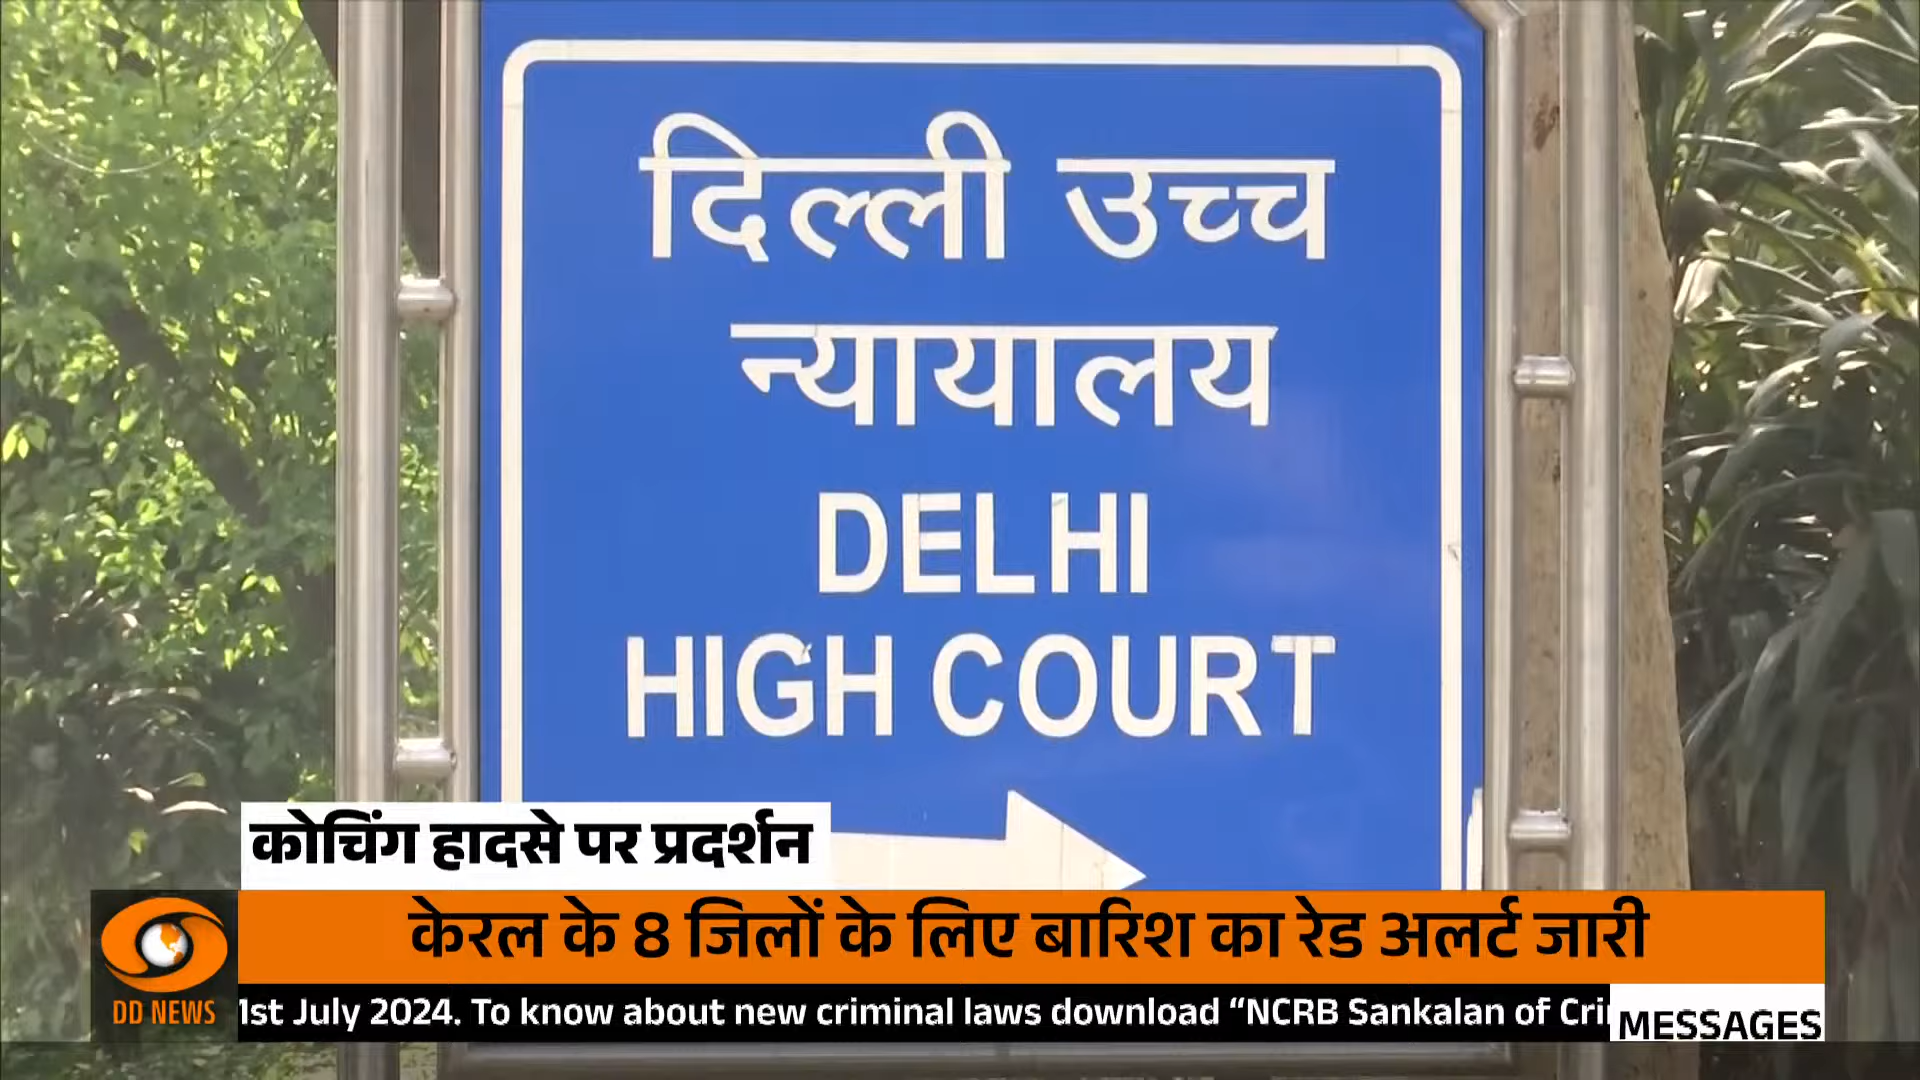 दिल्ली उच्च
न्यायालय
DELHI
HIGH COURT
कोचिंग हादसे पर प्रदर्शन
केरल के 8 जिलों के लिए बारिश का रेड अलर्ट जारी
DD NEWS
1st July 2024. To know about new criminal laws download “NCRB Sankalan of Cri
MESSAGES